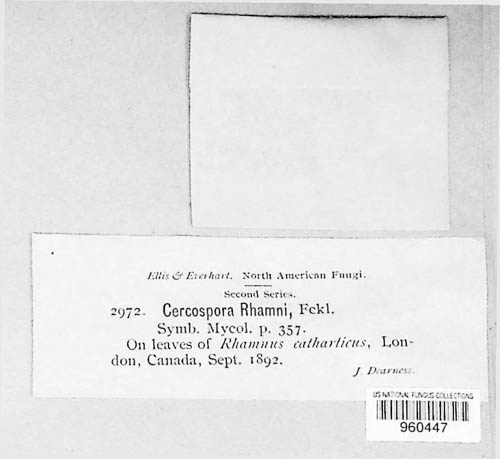 Ellis & Everhart. North American Fungi.
Second Series.
2972. Cercospora Rhamni, Fckl.
Symb. Mycol. p. 357.
On leaves of Rhamnus catharticus, Lon-
don, Canada, Sept. 1892.
J. Dearness.
US NATIONAL FUNGUS COLLECTIONS
960447